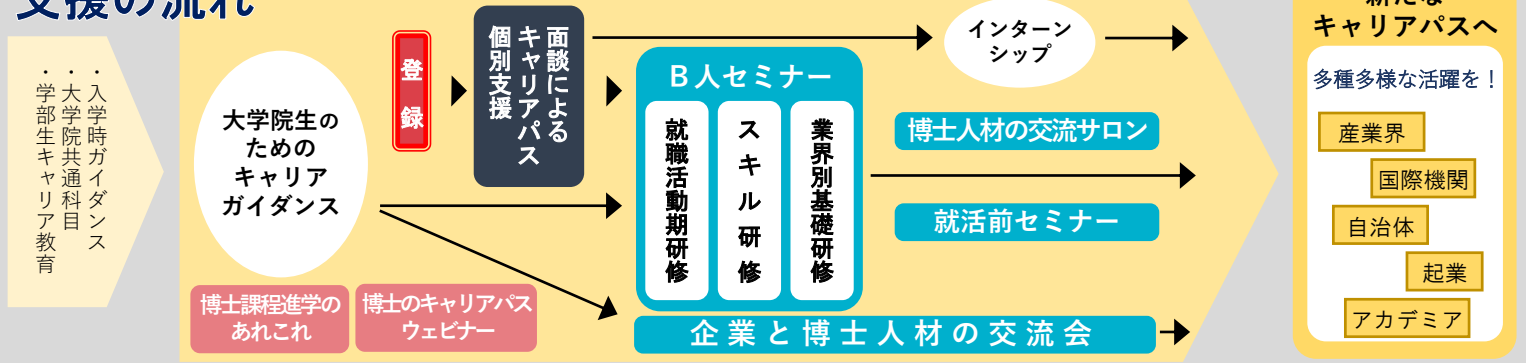 支援の流れ
・入学時ガイダンス
・大学院共通科目
・学部生キャリア教育
大学院生の
ための
キャリア
ガイダンス
博士課程進学の
あれこれ
博士のキャリアパス
ウェビナー
登録
面談による
キャリアパス
個別支援
B人セミナー
就職活動期研修
スキル研修
業界別基礎研修
企業と博士人材の交流会
インターン
シップ
博士人材の交流サロン
就活前セミナー
新たな
キャリアパスへ
多種多様な活躍を！
産業界
国際機関
自治体
起業
アカデミア